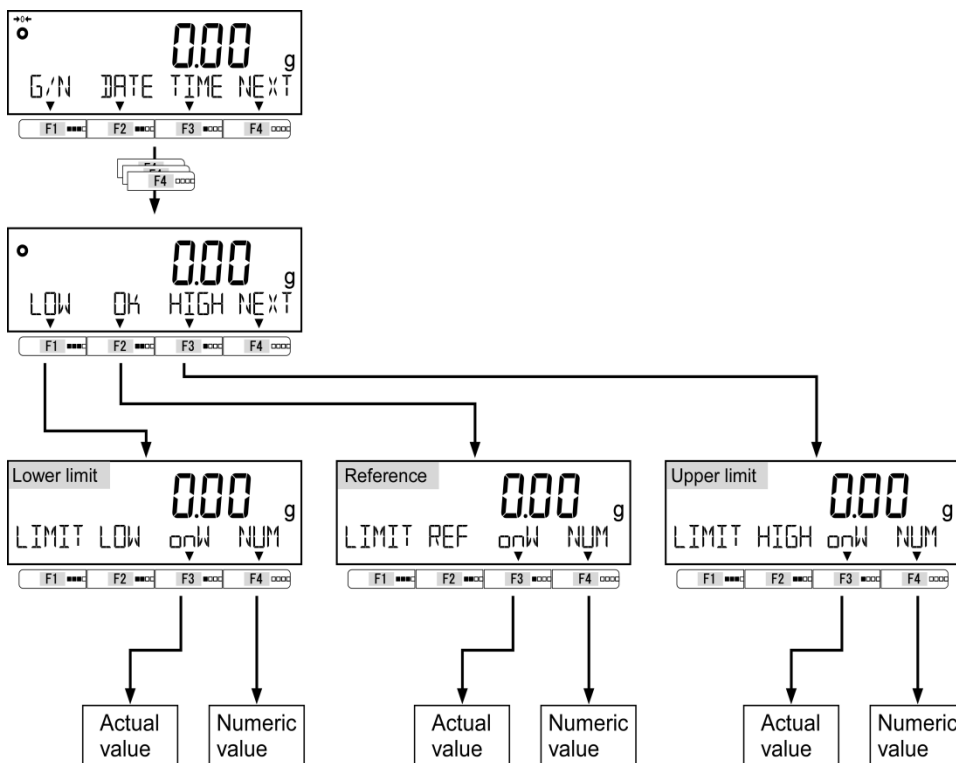 →0←
0.00 g
G/N DATE TIME NEXT
F1 F2 F3 F4
F4
F4
F4
0.00 g
LOW OK HIGH NEXT
F1 F2 F3 F4
Lower limit
0.00 g
LIMIT LOW onW NUM
F1 F2 F3 F4
Reference
0.00 g
LIMIT REF onW NUM
F1 F2 F3 F4
Upper limit
0.00 g
LIMIT HIGH onW NUM
F1 F2 F3 F4
Actual
value
Numeric
value
Actual
value
Numeric
value
Actual
value
Numeric
value